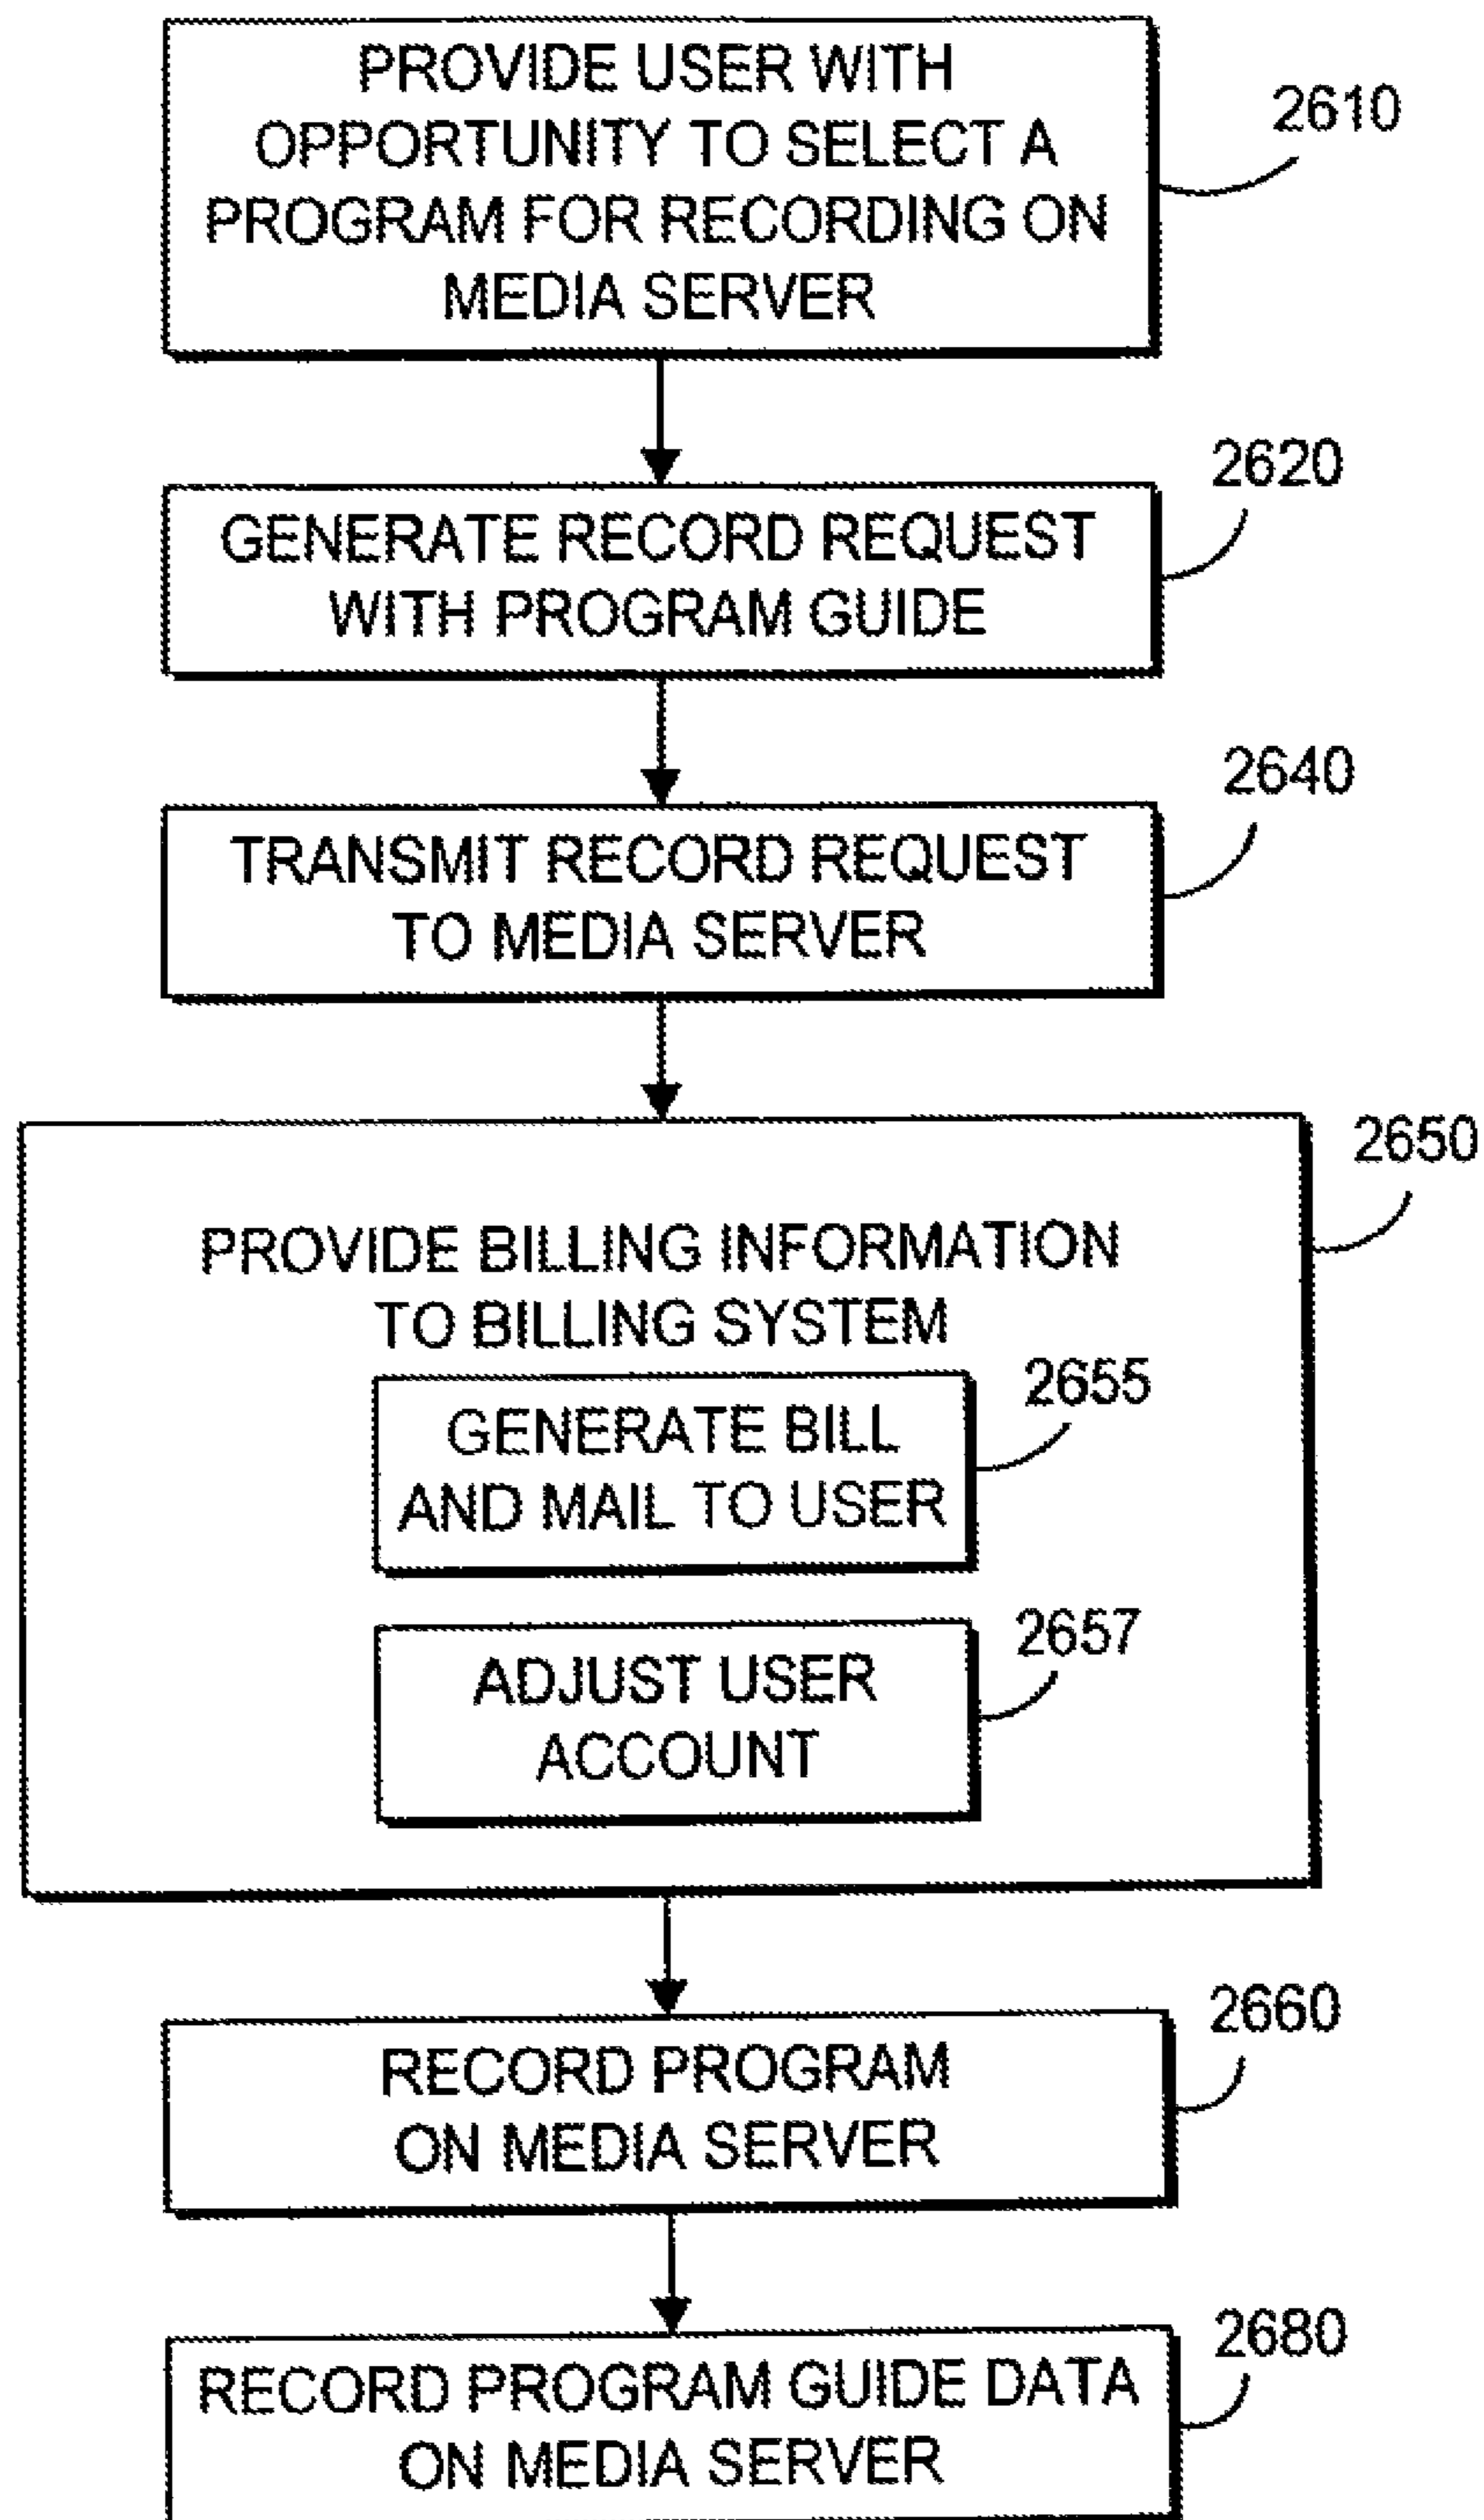 PROVIDE USER WITH
OPPORTUNITY TO SELECT A
PROGRAM FOR RECORDING ON
MEDIA SERVER
2610
GENERATE RECORD REQUEST
WITH PROGRAM GUIDE
2620
TRANSMIT RECORD REQUEST
TO MEDIA SERVER
2640
PROVIDE BILLING INFORMATION
TO BILLING SYSTEM
2650
GENERATE BILL
AND MAIL TO USER
2655
ADJUST USER
ACCOUNT
2657
RECORD PROGRAM
ON MEDIA SERVER
2660
RECORD PROGRAM GUIDE DATA
ON MEDIA SERVER
2680